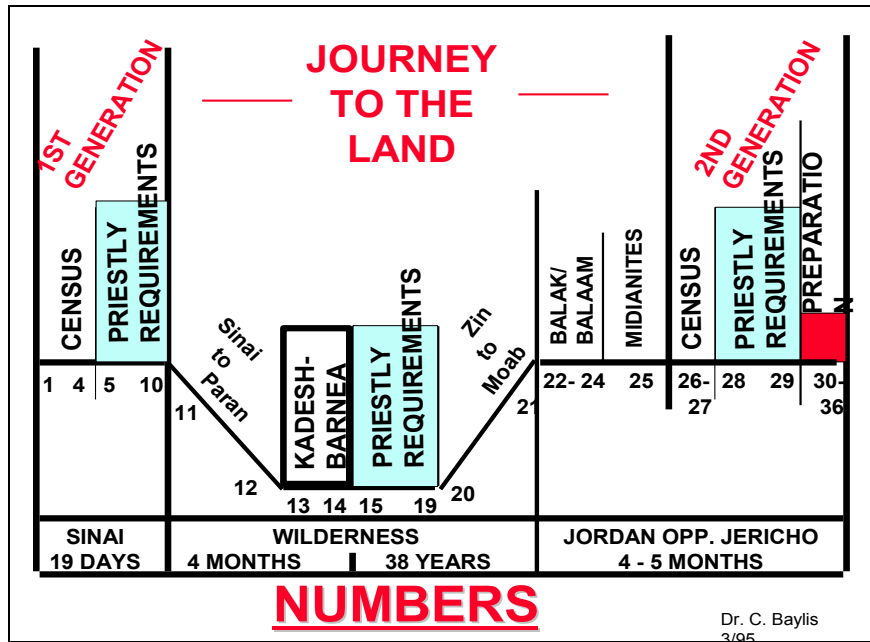 JOURNEY
TO THE
LAND
1ST
GENERATION
2ND
GENERATION
CENSUS
PRIESTLY
REQUIREMENTS
Sinai
to
Paran
KADESH-
BARNEA
PRIESTLY
REQUIREMENTS
Zin
to
Moab
BALAK/
BALAAM
MIDIANITES
CENSUS
PRIESTLY
REQUIREMENTS
PREPARATIO
N
1 4 5 10
11
12
13 14 15 19
20
21
22- 24 25 26-
27
28 29 30-
36
SINAI
19 DAYS
WILDERNESS
4 MONTHS 38 YEARS
JORDAN OPP. JERICHO
4 - 5 MONTHS
NUMBERS
Dr. C. Baylis
3/95